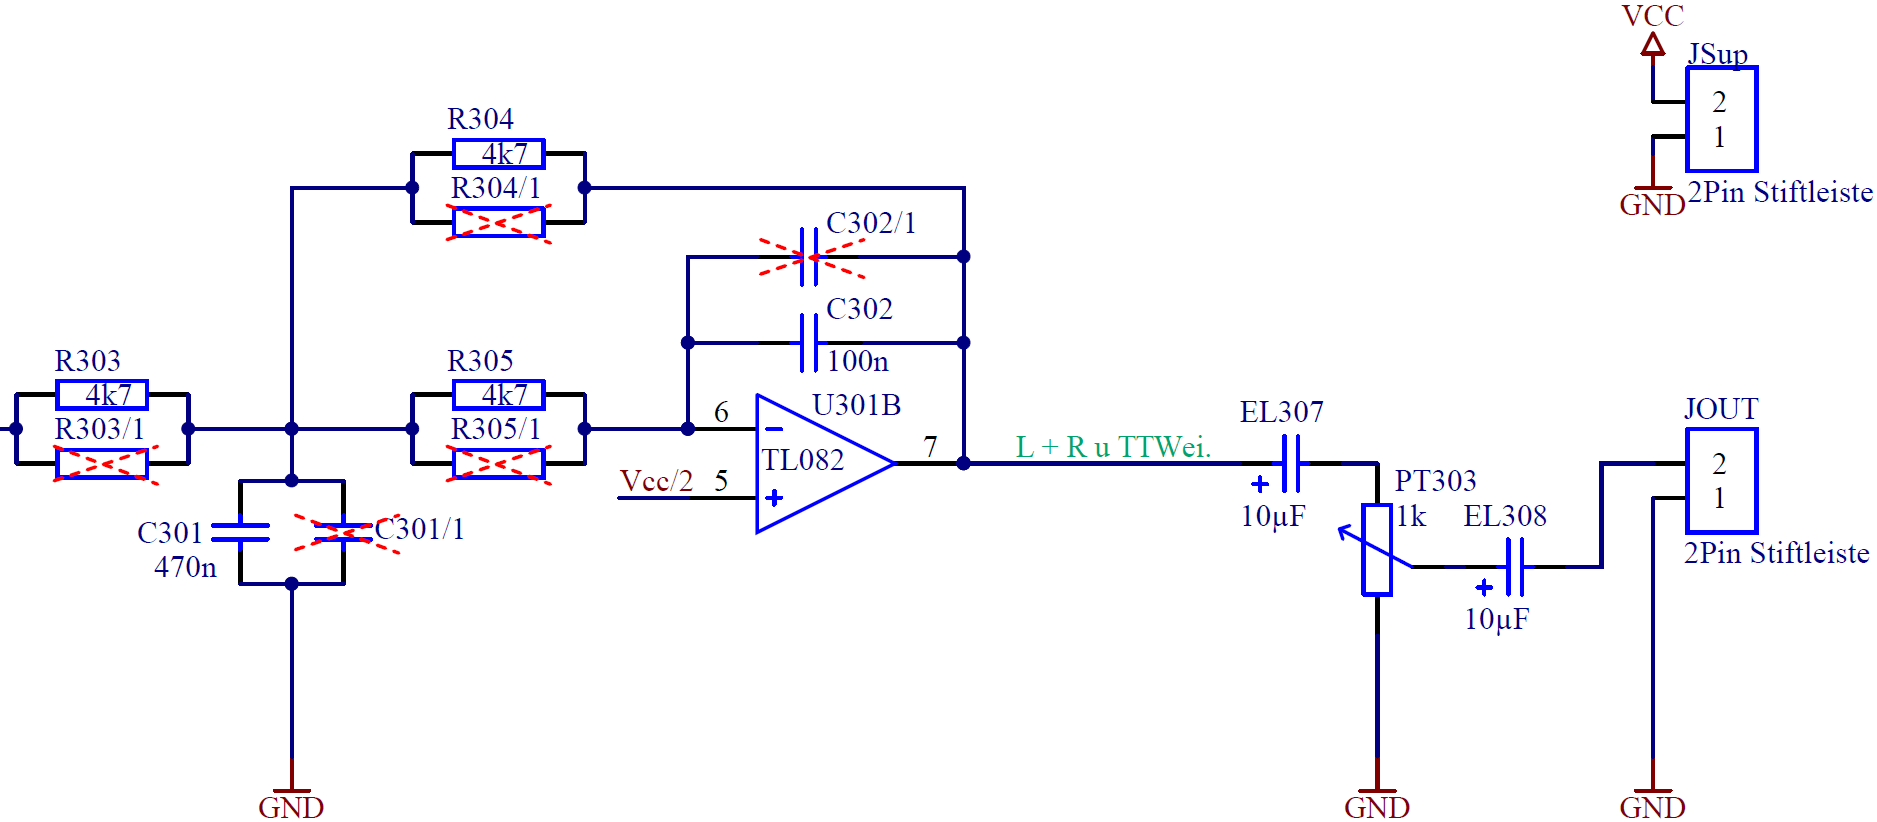 VCC
JSup
2
1
GND
2Pin Stiftleiste
R304
4k7
R304/1
C302/1
C302
100n
R303
4k7
R303/1
R305
4k7
R305/1
6
U301B
TL082
7
Vcc/2
5
L + R u TTWei.
EL307
10µF
PT303
1k
EL308
10µF
JOUT
2
1
2Pin Stiftleiste
C301
470n
C301/1
GND
GND
GND